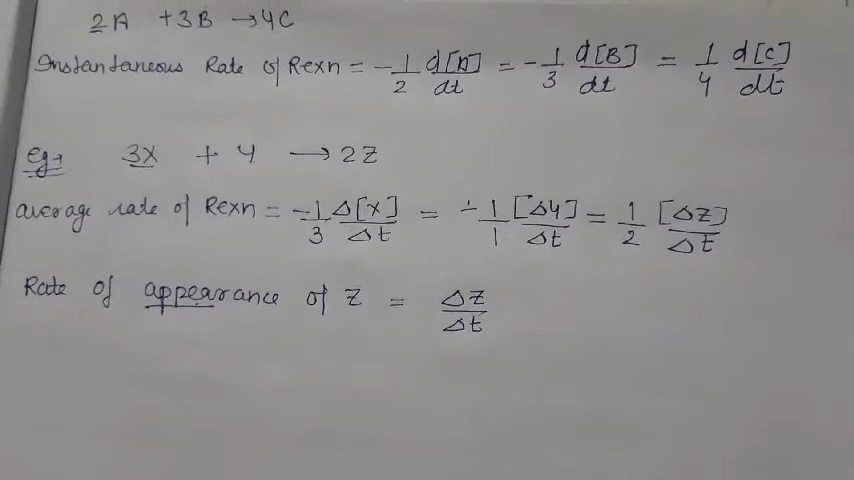 2A + 3B → 4C
Instantaneous Rate of Rexn = -1/2 d[A]/dt = -1/3 d[B]/dt = 1/4 d[C]/dt
eg→ 3X + Y → 2Z
average rate of Rexn = -1/3 Δ[X]/Δt = -1/1 [ΔY]/Δt = 1/2 [ΔZ]/Δt
Rate of appearance of Z = ΔZ/Δt